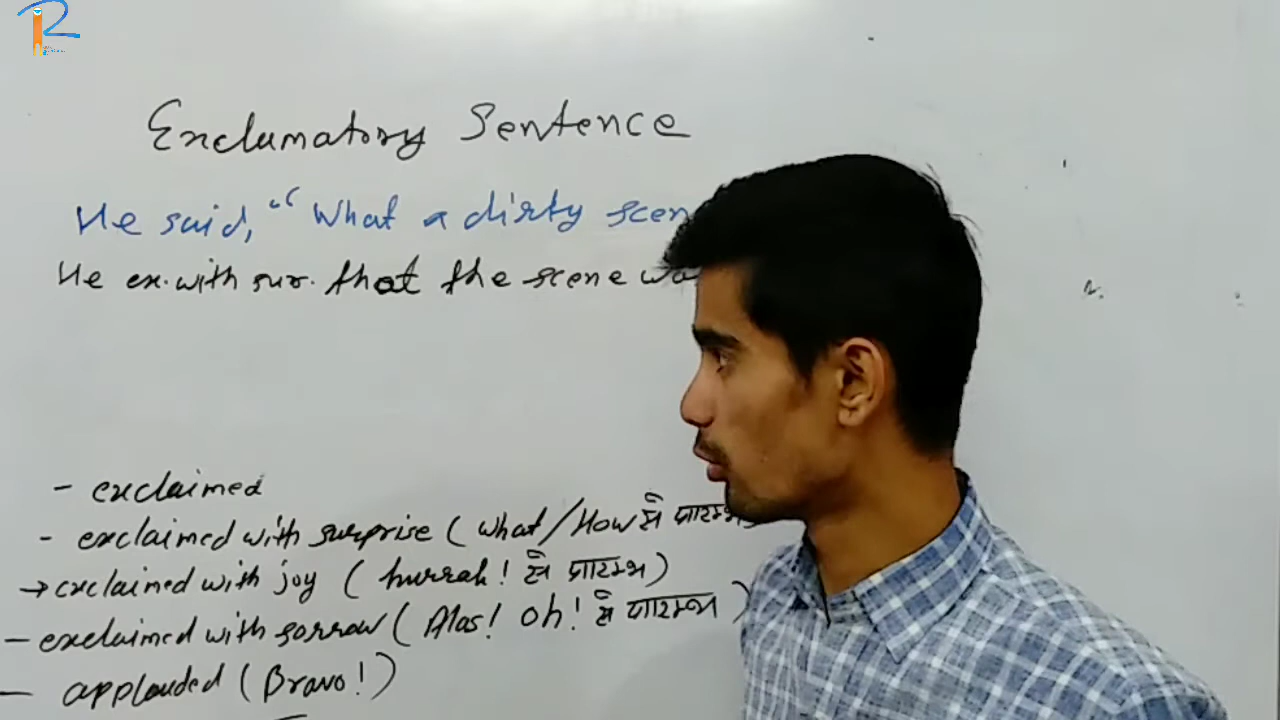 Exclamatory Sentence
He said, "What a dirty scen
He ex. with sur. that the scene wa
- exclaimed
- exclaimed with surprise ( What/How से प्रारम्भ
→ exclaimed with joy ( hurrah! से प्रारम्भ)
- exclaimed with sorrow ( Alas! Oh! से प्रारम्भ )
- applauded ( Bravo! )